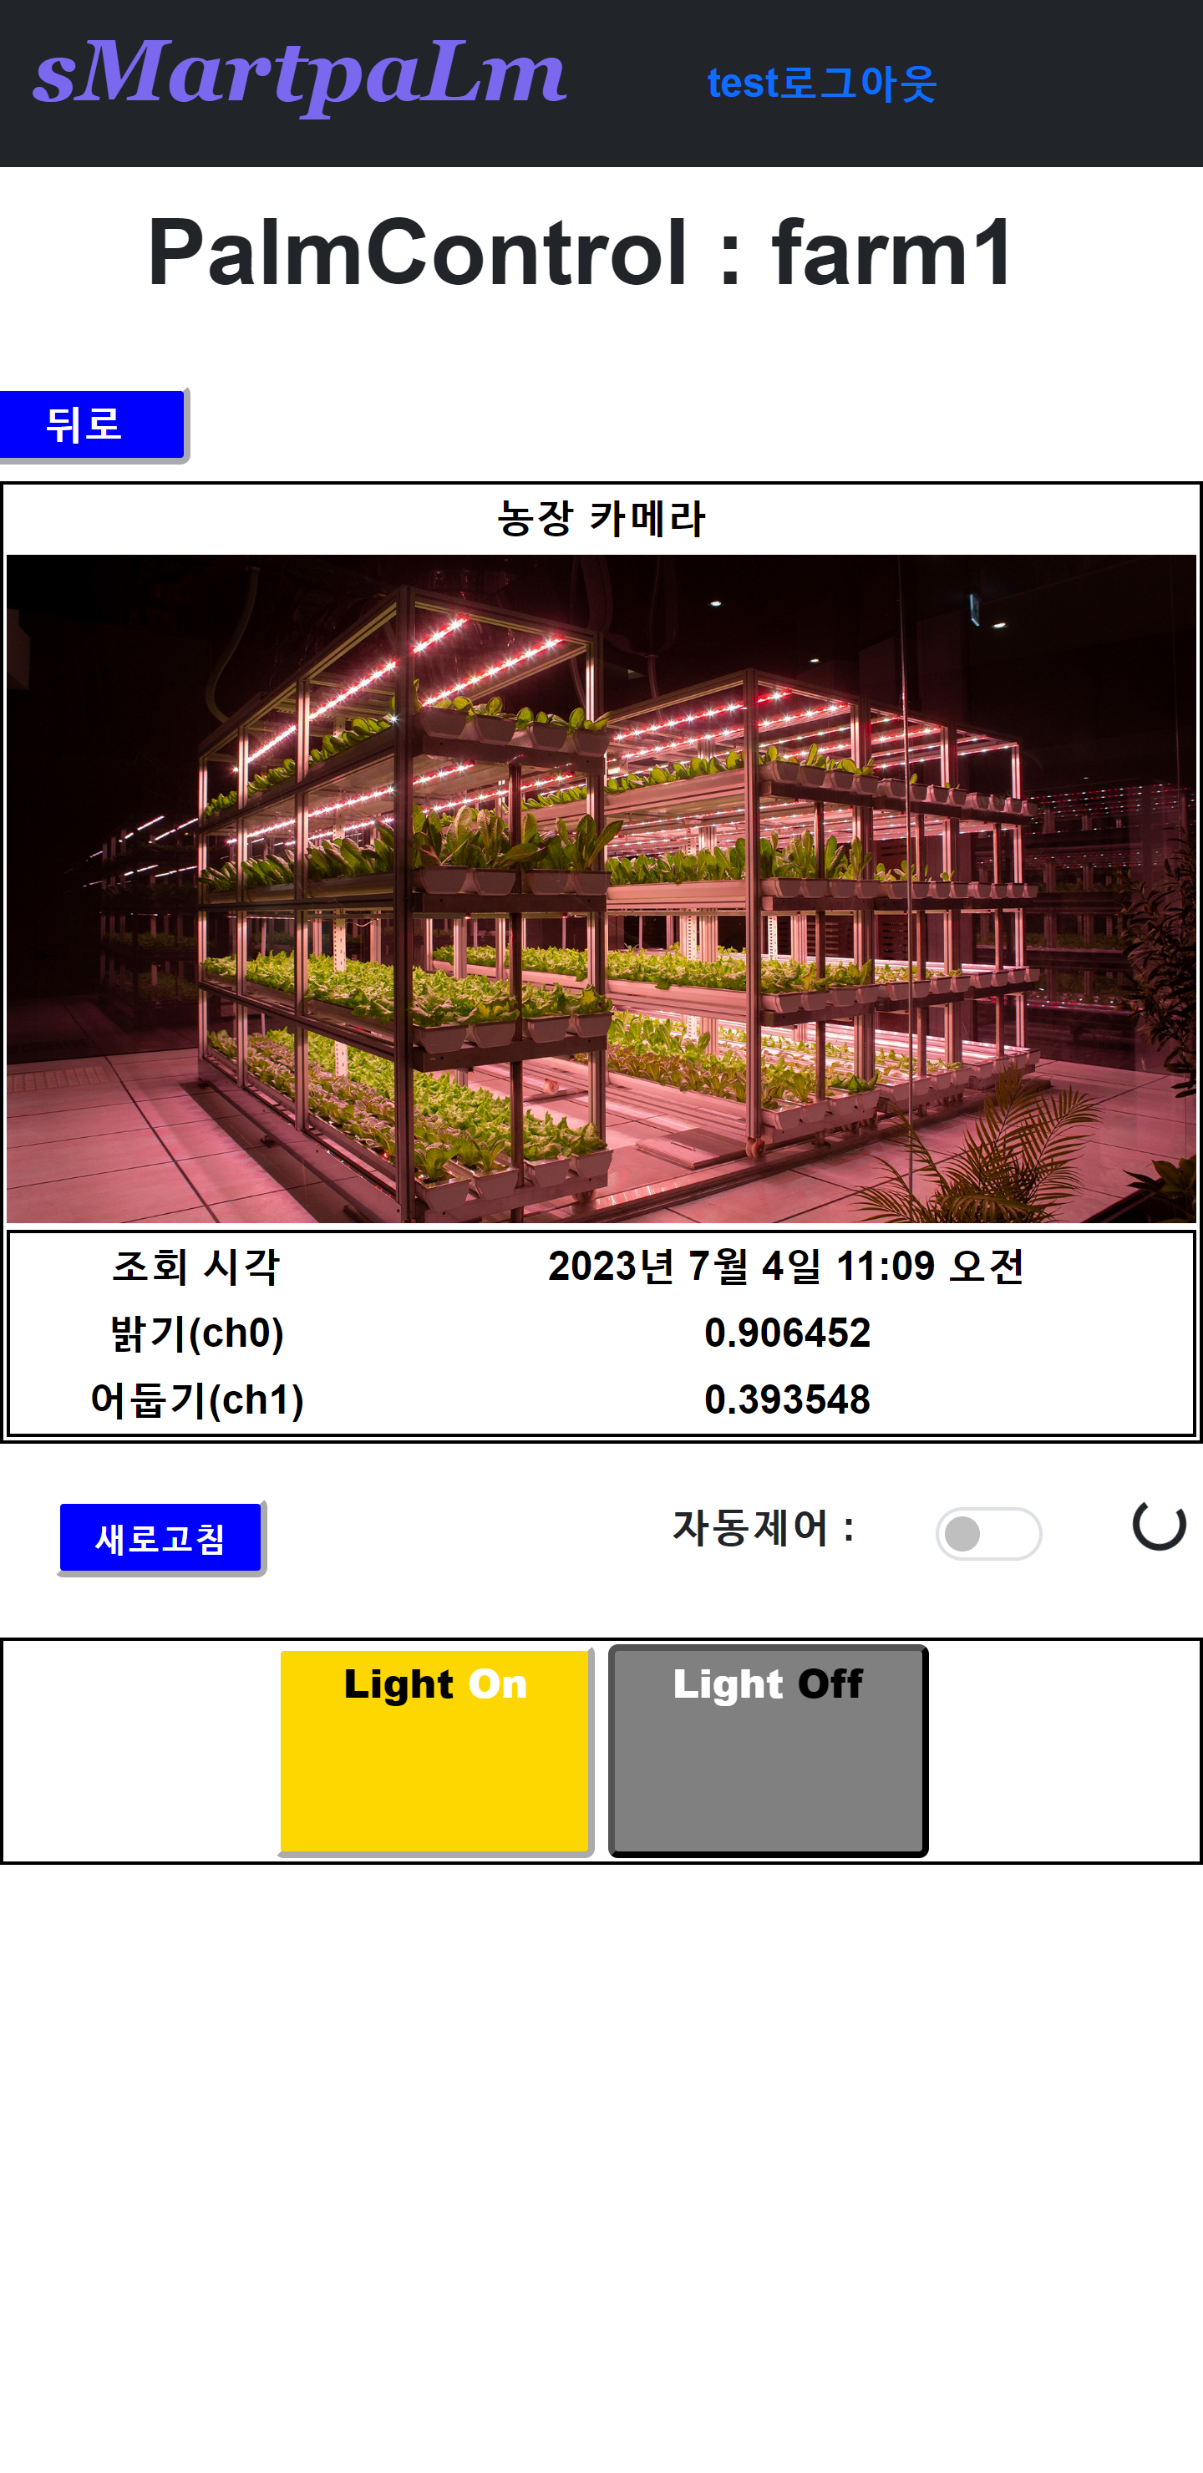 sMartpaLm test로그아웃
PalmControl : farm1
뒤로
농장 카메라
조회 시각 2023년 7월 4일 11:09 오전
밝기(ch0) 0.906452
어둡기(ch1) 0.393548
새로고침 자동제어 :
Light On Light Off